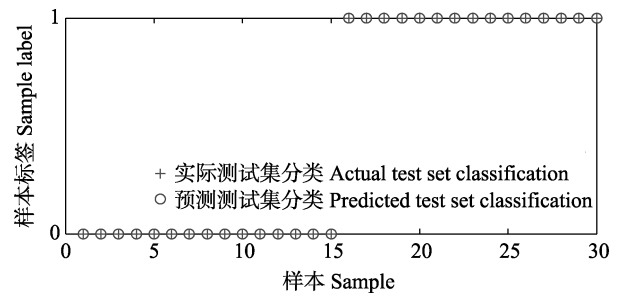 样本标签 Sample label
1
0
+ 实际测试集分类 Actual test set classification
○ 预测测试集分类 Predicted test set classification
0 5 10 15 20 25 30
样本 Sample